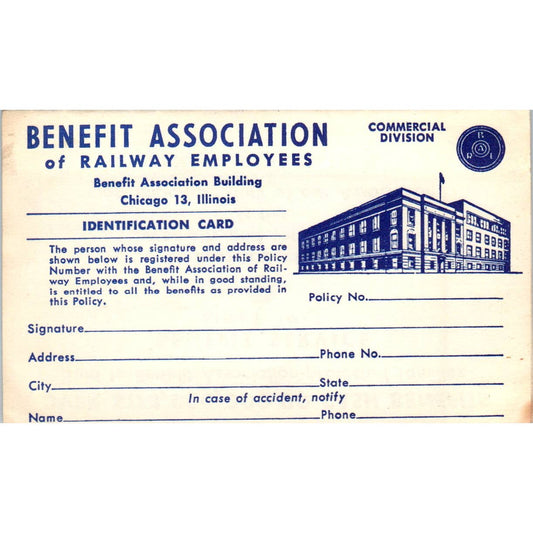 BENEFIT ASSOCIATION
of RAILWAY EMPLOYEES
COMMERCIAL
DIVISION
Benefit Association Building
Chicago 13, Illinois
IDENTIFICATION CARD
The person whose signature and address are
shown below is registered under this Policy
Number with the Benefit Association of Rail-
way Employees and, while in good standing,
is entitled to all the benefits as provided in
this Policy.
Policy No.
Signature
Address Phone No.
City State
In case of accident, notify
Name Phone